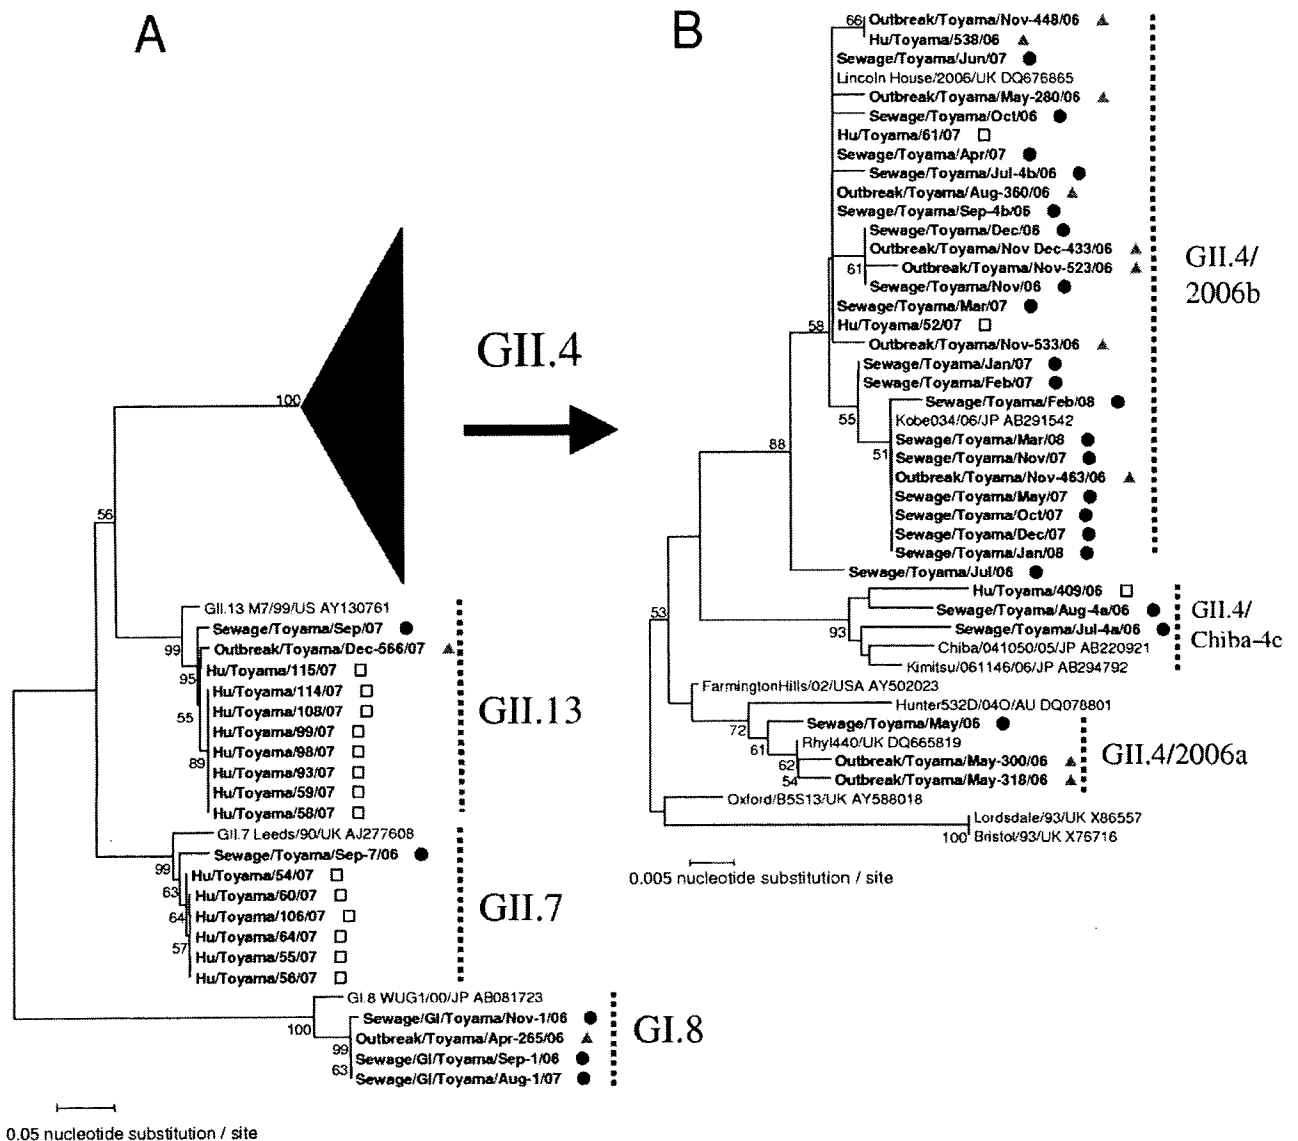 A
100
GII.4
56
GII.13 M7/99/US AY130761
Sewage/Toyama/Sep/07
Outbreak/Toyama/Dec-566/07
99
Hu/Toyama/115/07
95
Hu/Toyama/114/07
Hu/Toyama/108/07
55
Hu/Toyama/99/07
Hu/Toyama/98/07
89
Hu/Toyama/93/07
Hu/Toyama/59/07
Hu/Toyama/58/07
GII.13
GII.7 Leeds/90/UK AJ277608
Sewage/Toyama/Sep-7/06
99
Hu/Toyama/54/07
63
Hu/Toyama/60/07
64
Hu/Toyama/106/07
Hu/Toyama/64/07
57
Hu/Toyama/55/07
Hu/Toyama/56/07
GII.7
GI.8 WUG1/00/JP AB081723
Sewage/GI/Toyama/Nov-1/06
100
Outbreak/Toyama/Apr-265/06
99
Sewage/GI/Toyama/Sep-1/06
63
Sewage/GI/Toyama/Aug-1/07
GI.8
0.05 nucleotide substitution / site
B
66
Outbreak/Toyama/Nov-448/06
Hu/Toyama/538/06
Sewage/Toyama/Jun/07
Lincoln House/2006/UK DQ676865
Outbreak/Toyama/May-280/06
Sewage/Toyama/Oct/06
Hu/Toyama/61/07
Sewage/Toyama/Apr/07
Sewage/Toyama/Jul-4b/06
Outbreak/Toyama/Aug-360/06
Sewage/Toyama/Sep-4b/06
Sewage/Toyama/Dec/06
Outbreak/Toyama/Nov Dec-433/06
61
Outbreak/Toyama/Nov-523/06
Sewage/Toyama/Nov/06
Sewage/Toyama/Mar/07
58
Hu/Toyama/52/07
Outbreak/Toyama/Nov-533/06
Sewage/Toyama/Jan/07
Sewage/Toyama/Feb/07
Sewage/Toyama/Feb/08
55
Kobe034/06/JP AB291542
88
Sewage/Toyama/Mar/08
51
Sewage/Toyama/Nov/07
Outbreak/Toyama/Nov-463/06
Sewage/Toyama/May/07
Sewage/Toyama/Oct/07
Sewage/Toyama/Dec/07
Sewage/Toyama/Jan/08
Sewage/Toyama/Jul/06
GII.4/
2006b
Hu/Toyama/409/06
53
Sewage/Toyama/Aug-4a/06
93
Sewage/Toyama/Jul-4a/06
Chiba/041050/05/JP AB220921
Kimitsu/061146/06/JP AB294792
GII.4/
Chiba-4c
FarmingtonHills/02/USA AY502023
Hunter532D/04O/AU DQ078801
72
Sewage/Toyama/May/06
61
Rhyl440/UK DQ665819
62
Outbreak/Toyama/May-300/06
54
Outbreak/Toyama/May-318/06
GII.4/2006a
Oxford/B5S13/UK AY588018
Lordsdale/93/UK X86557
100
Bristol/93/UK X76716
0.005 nucleotide substitution / site